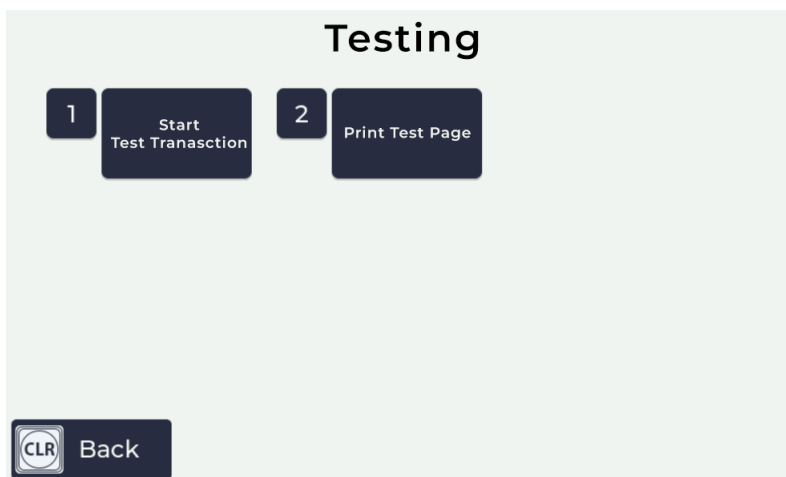 Testing
1
Start
Test Tranasction
2
Print Test Page
CLR
Back